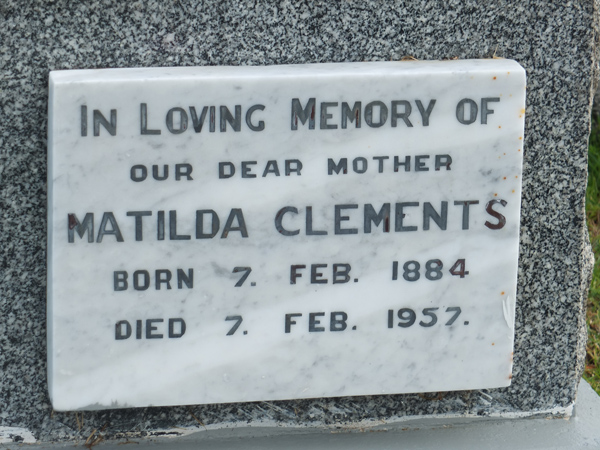 IN LOVING MEMORY OF
OUR DEAR MOTHER
MATILDA CLEMENTS
BORN 7. FEB. 1884
DIED 7. FEB. 1957.